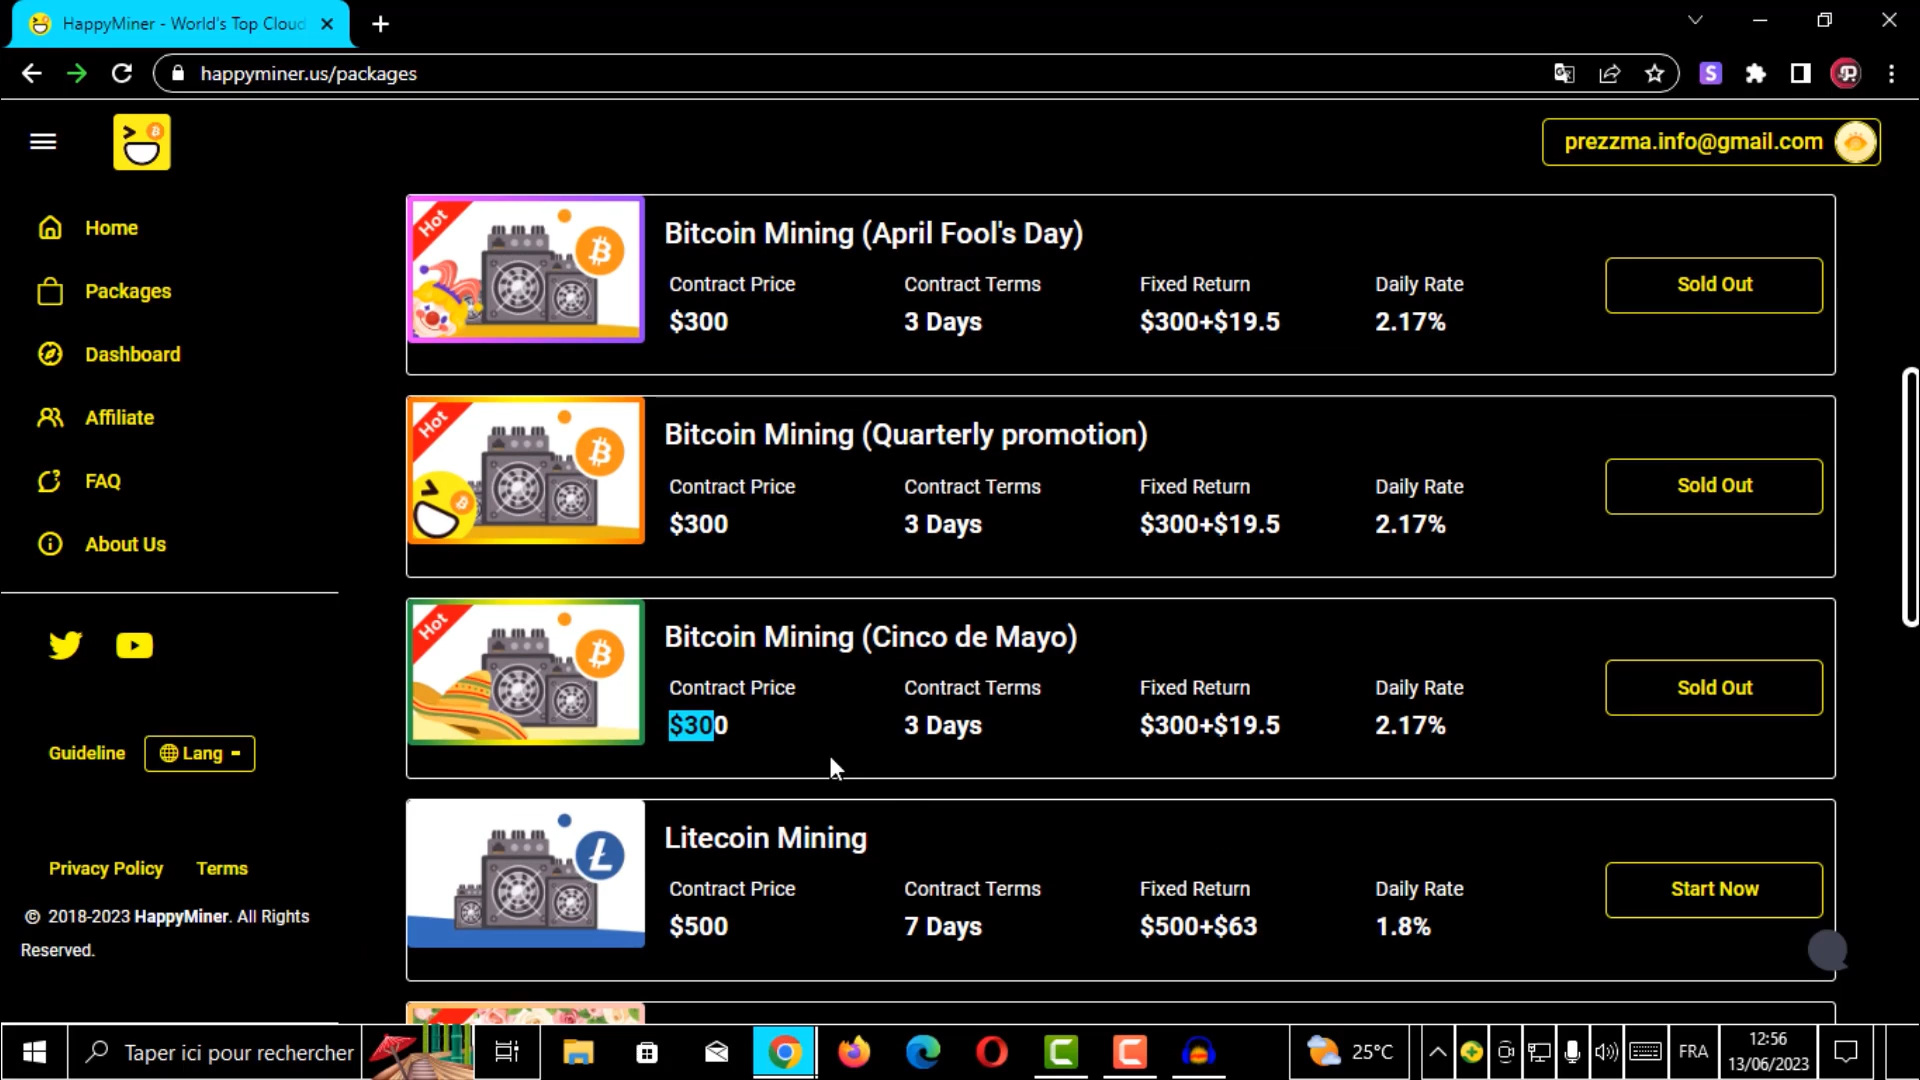 HappyMiner - World's Top Cloud
happyminer.us/packages
prezzma.info@gmail.com
Home
Packages
Dashboard
Affiliate
FAQ
About Us
Guideline
Lang
Privacy Policy Terms
© 2018-2023 HappyMiner. All Rights
Reserved.
Hot
Bitcoin Mining (April Fool's Day)
Contract Price Contract Terms Fixed Return Daily Rate
$300 3 Days $300+$19.5 2.17%
Sold Out
Hot
Bitcoin Mining (Quarterly promotion)
Contract Price Contract Terms Fixed Return Daily Rate
$300 3 Days $300+$19.5 2.17%
Sold Out
Hot
Bitcoin Mining (Cinco de Mayo)
Contract Price Contract Terms Fixed Return Daily Rate
$300 3 Days $300+$19.5 2.17%
Sold Out
Litecoin Mining
Contract Price Contract Terms Fixed Return Daily Rate
$500 7 Days $500+$63 1.8%
Start Now
Taper ici pour rechercher
25°C
FRA
12:56
13/06/2023